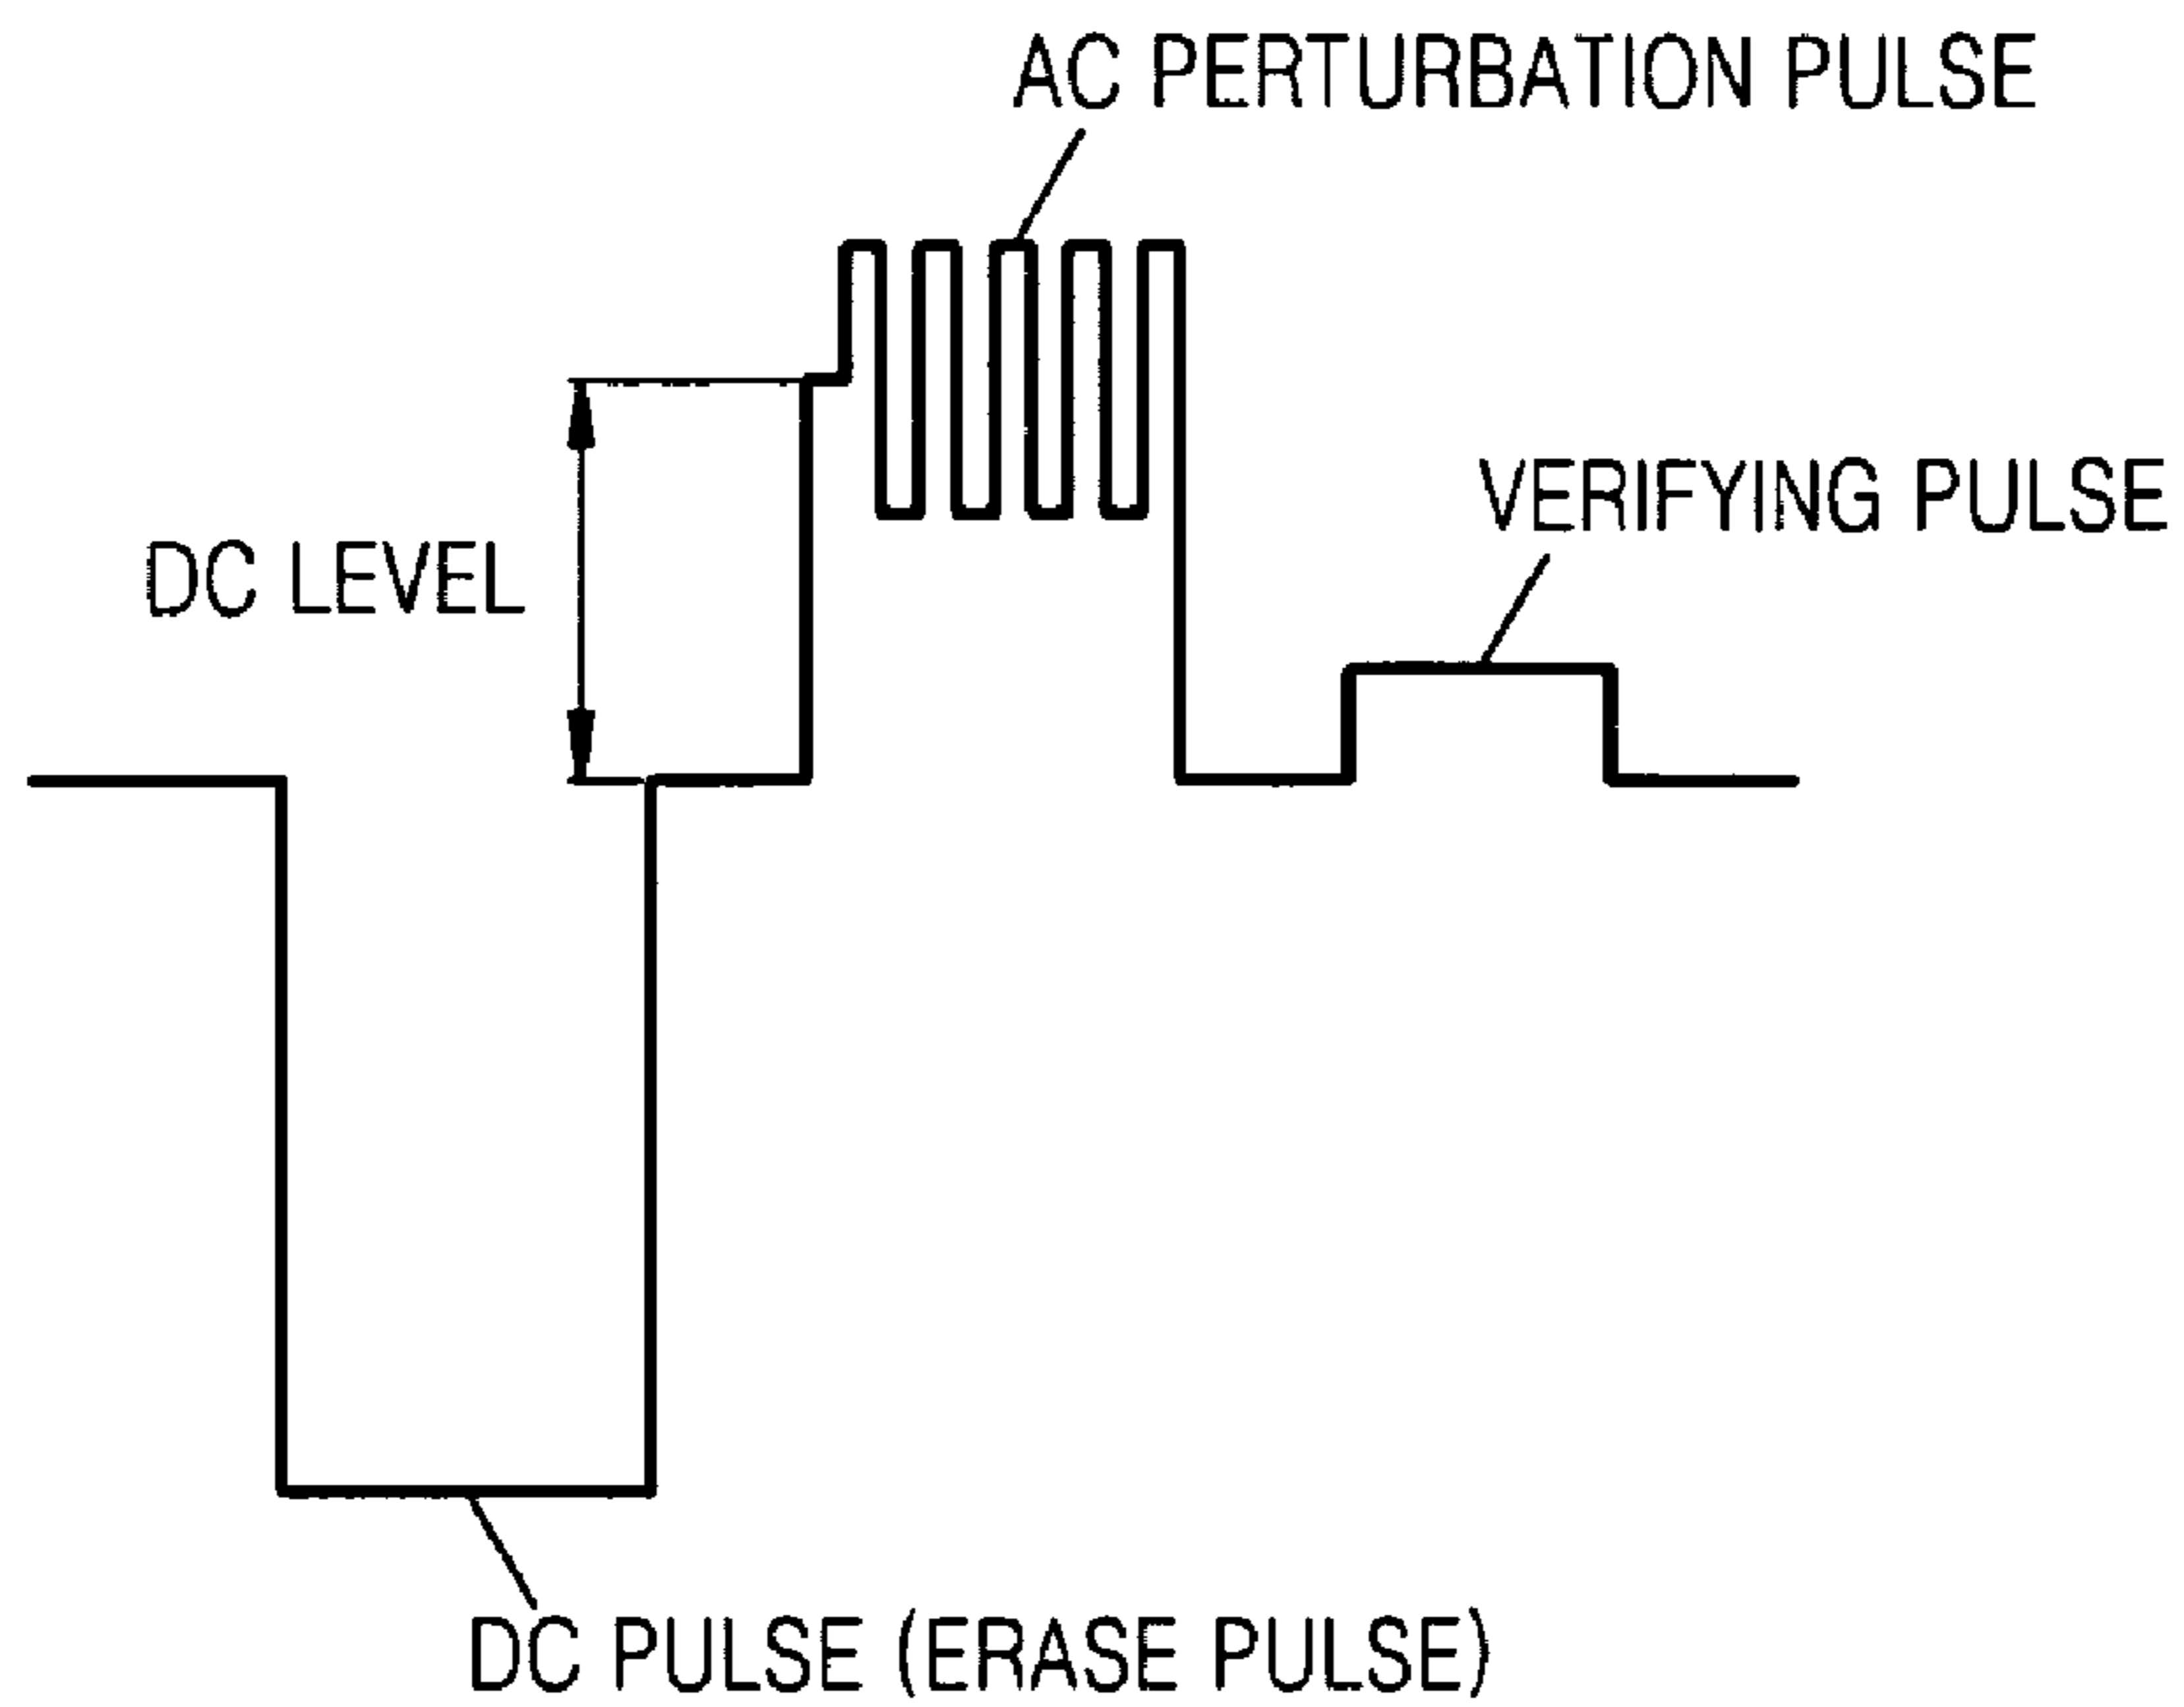 AC PERTURBATION PULSE
VERIFYING PULSE
DC LEVEL
DC PULSE (ERASE PULSE)